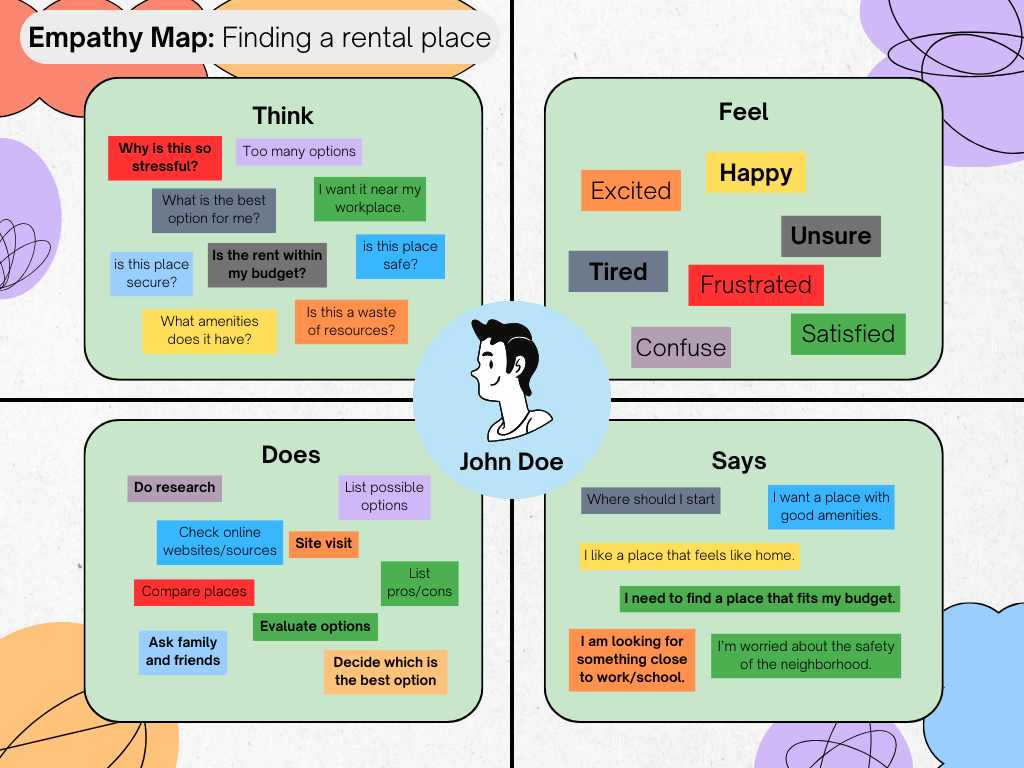 Empathy Map: Finding a rental place
Think
Why is this so
stressful?
Too many options
What is the best
option for me?
I want it near my
workplace.
is this place
secure?
Is the rent within
my budget?
is this place
safe?
What amenities
does it have?
Is this a waste
of resources?
Feel
Excited
Happy
Unsure
Tired
Frustrated
Confuse
Satisfied
John Doe
Does
Do research
List possible
options
Check online
websites/sources
Site visit
Compare places
List
pros/cons
Evaluate options
Ask family
and friends
Decide which is
the best option
Says
Where should I start
I want a place with
good amenities.
I like a place that feels like home.
I need to find a place that fits my budget.
I am looking for
something close
to work/school.
I'm worried about the safety
of the neighborhood.